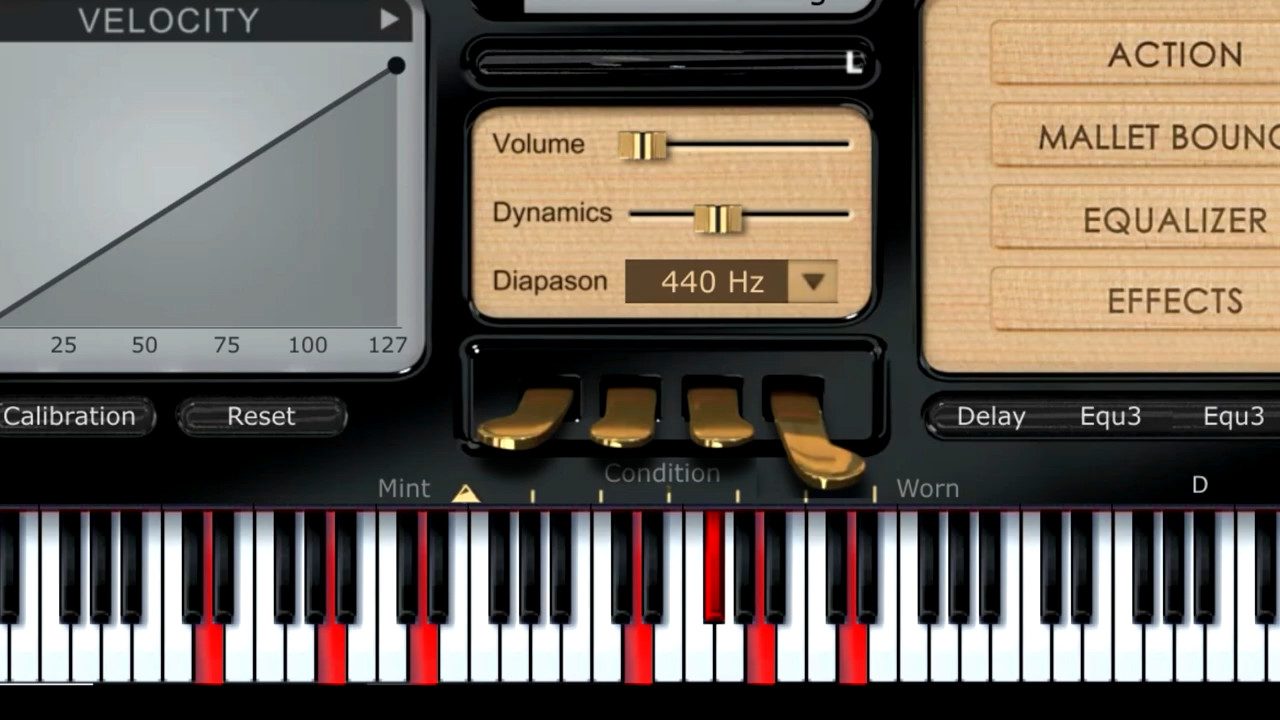 VELOCITY
25 50 75 100 127
Calibration
Reset
L
Volume
Dynamics
Diapason 440 Hz
Condition
Mint
Worn
ACTION
MALLET BOUNC
EQUALIZER
EFFECTS
Delay Equ3 Equ3
D